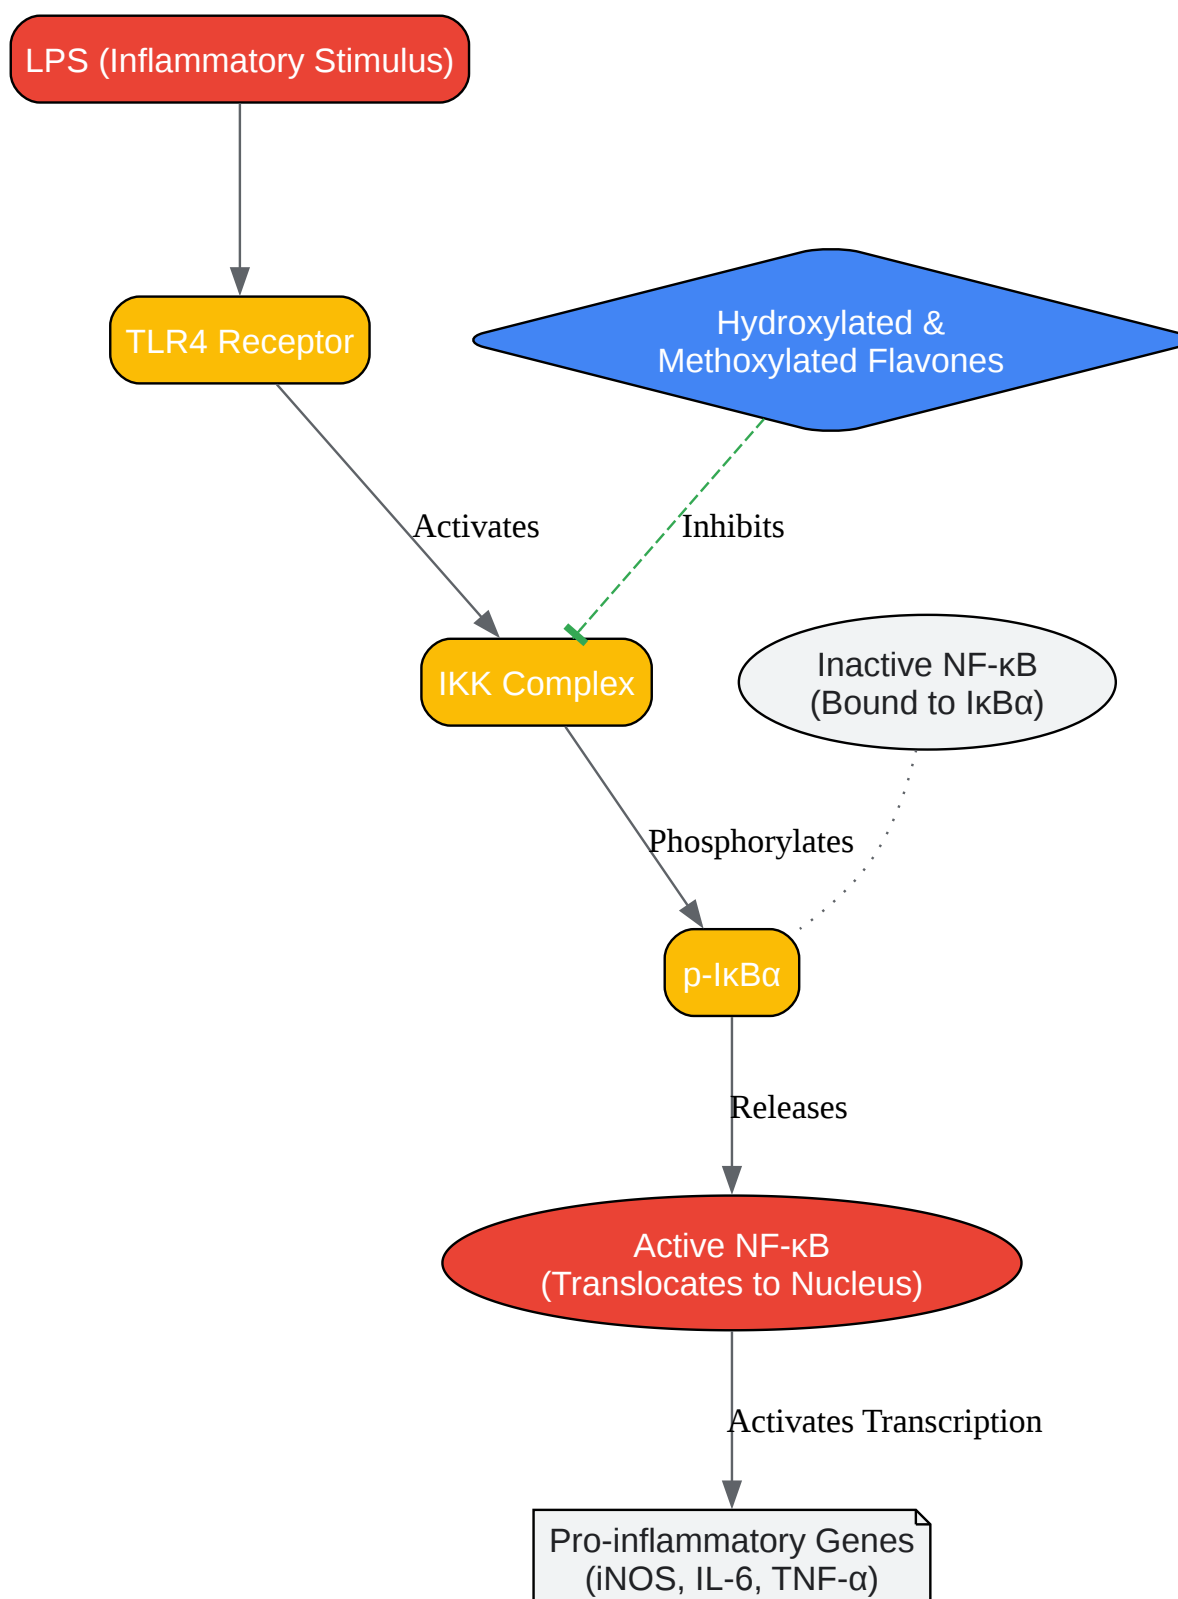 LPS (Inflammatory Stimulus)
TLR4 Receptor
Hydroxylated &
Methoxylated Flavones
Activates
Inhibits
IKK Complex
Inactive NF-κB
(Bound to IκBα)
Phosphorylates
p-IκBα
Releases
Active NF-κB
(Translocates to Nucleus)
Activates Transcription
Pro-inflammatory Genes
(iNOS, IL-6, TNF-α)